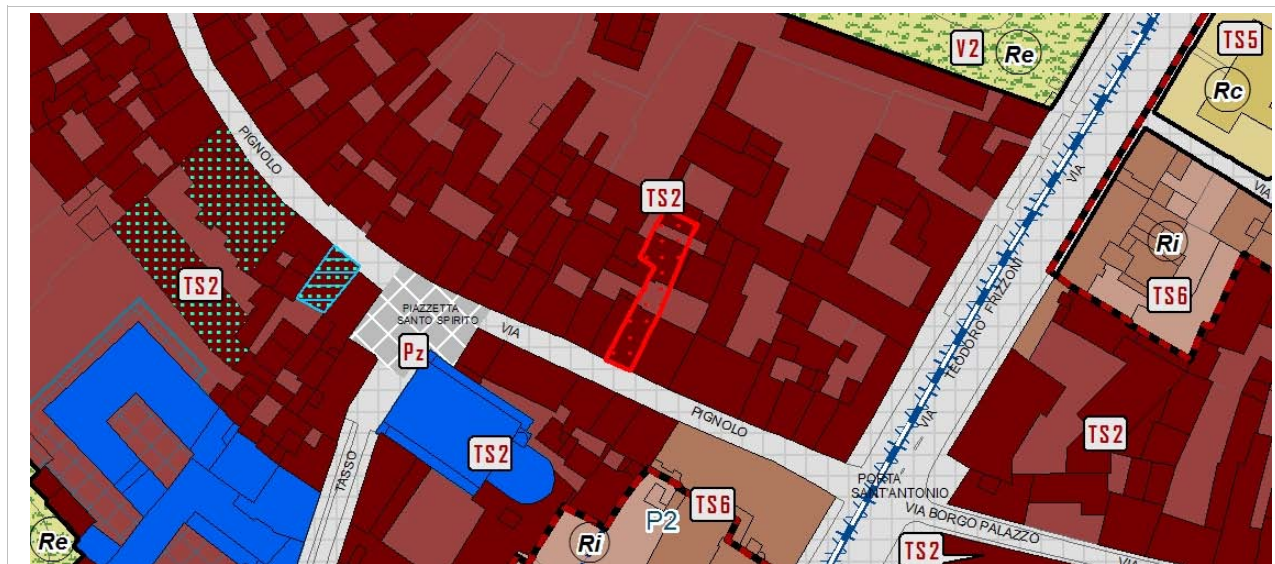 V2
Re
TS5
Rc
VIA
PIGNOLO
TS2
VIA
Ri
TS6
TEODORO FRIZZONI
TS2
PIAZZETTA
SANTO SPIRITO
VIA
Pz
PIGNOLO
TS2
TS2
VIA
TASSO
PORTA
SANT'ANTONIO
TS6
P2
VIA BORGO PALAZZO
Re
Ri
TS2
VIA